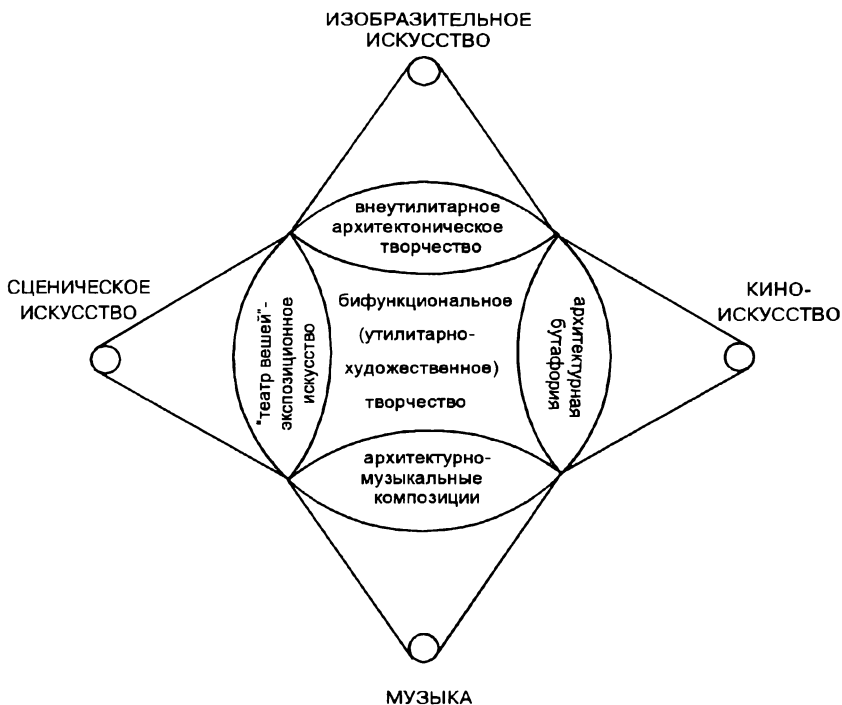 ИЗОБРАЗИТЕЛЬНОЕ
ИСКУССТВО
внеутилитарное
архитектоническое
творчество
СЦЕНИЧЕСКОЕ
ИСКУССТВО
"театр вешей"-
экспозиционное
искусство
бифункциональное
(утилитарно-
художественное)
творчество
архитектурная
бутафория
КИНО-
ИСКУССТВО
архитектурно-
музыкальные
композиции
МУЗЫКА